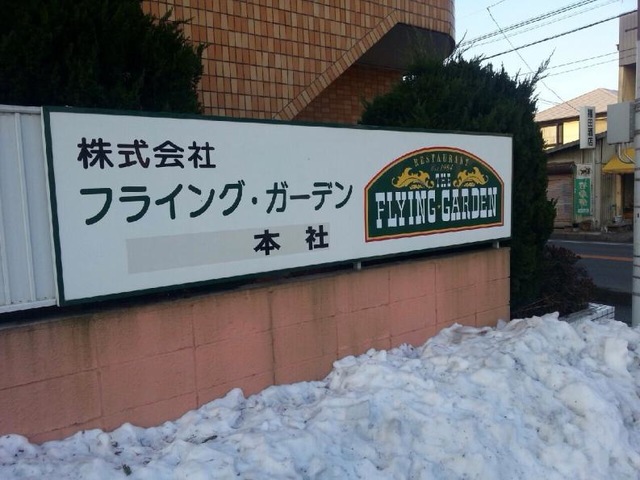 株式会社
フライング・ガーデン
本社
RESTAURANT
THE
FLYING·GARDEN